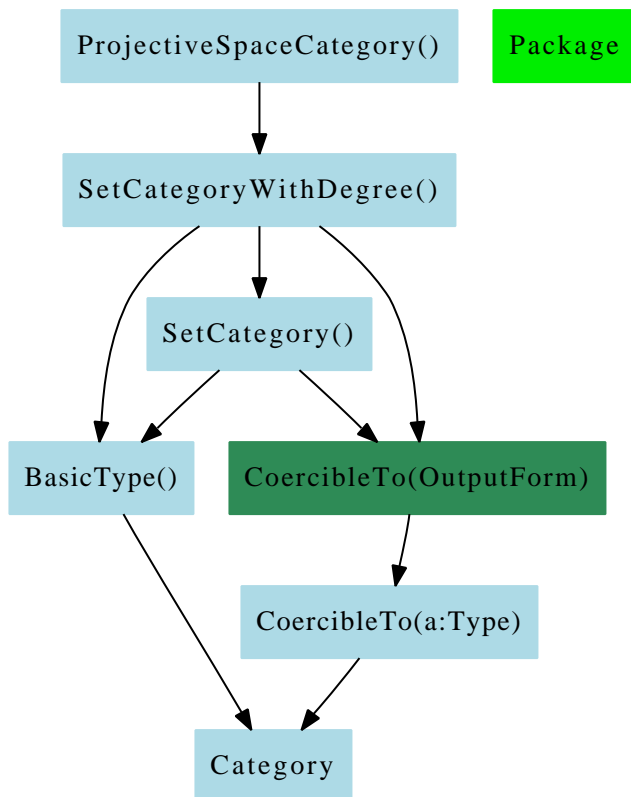 ProjectiveSpaceCategory()
Package
SetCategoryWithDegree()
SetCategory()
BasicType()
CoercibleTo(OutputForm)
CoercibleTo(a:Type)
Category